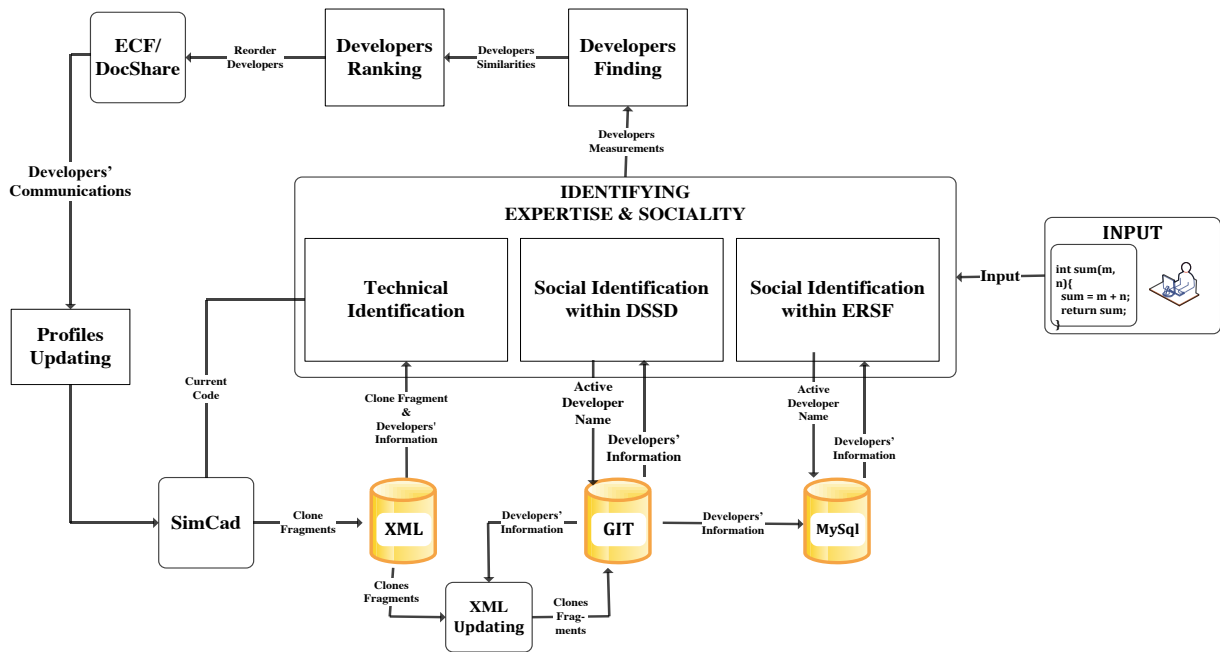 ECF/
DocShare
Reorder
Developers
Developers
Ranking
Developers
Similarities
Developers
Finding
Developers
Measurements
Developers'
Communications
IDENTIFYING
EXPERTISE & SOCIALITY
Technical
Identification
Social Identification
within DSSD
Social Identification
within ERSF
Input
INPUT
int sum(m,
n){
sum = m + n;
return sum;
}
Profiles
Updating
Current
Code
Clone Fragment
&
Developers'
Information
Active
Developer
Name
Developers'
Information
Active
Developer
Name
Developers'
Information
SimCad
Clone
Fragments
XML
Developers'
Information
GIT
Developers'
Information
MySql
Clones
Fragments
XML
Updating
Clones
Frag-
ments